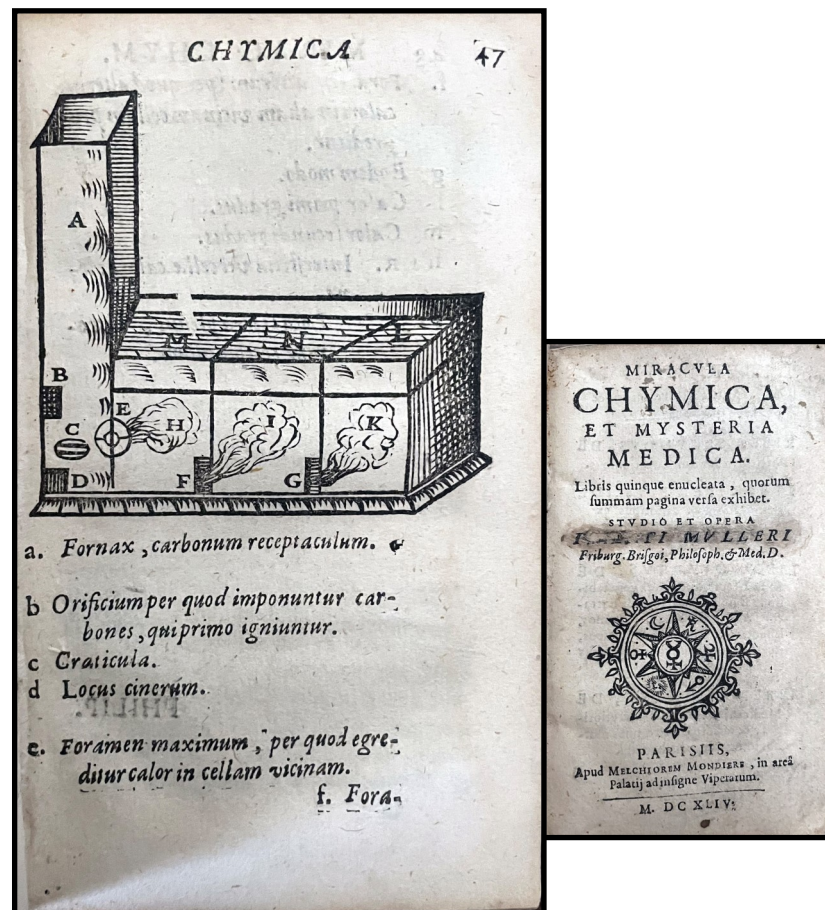 CHYMICA 47
A
M N L
B
E
C H I K
D F G
a. Fornax, carbonum receptaculum.
b Orificium per quod imponuntur car-
bones, qui primo igniuntur.
c Craticula.
d Locus cinerum.
e. Foramen maximum, per quod egre-
ditur calor in cellam vicinam.
f. Fora-
MIRACVLA
CHYMICA,
ET MYSTERIA
MEDICA.
Libris quinque enucleata, quorum
summam pagina versa exhibet.
STVDIO ET OPERA
MVLLERI
Friburg. Brisgoi, Philosoph. & Med. D.
PARISIIS,
Apud MELCHIOREM MONDIERE, in areâ
Palatij ad insigne Viperarum.
M. DC XLIV.